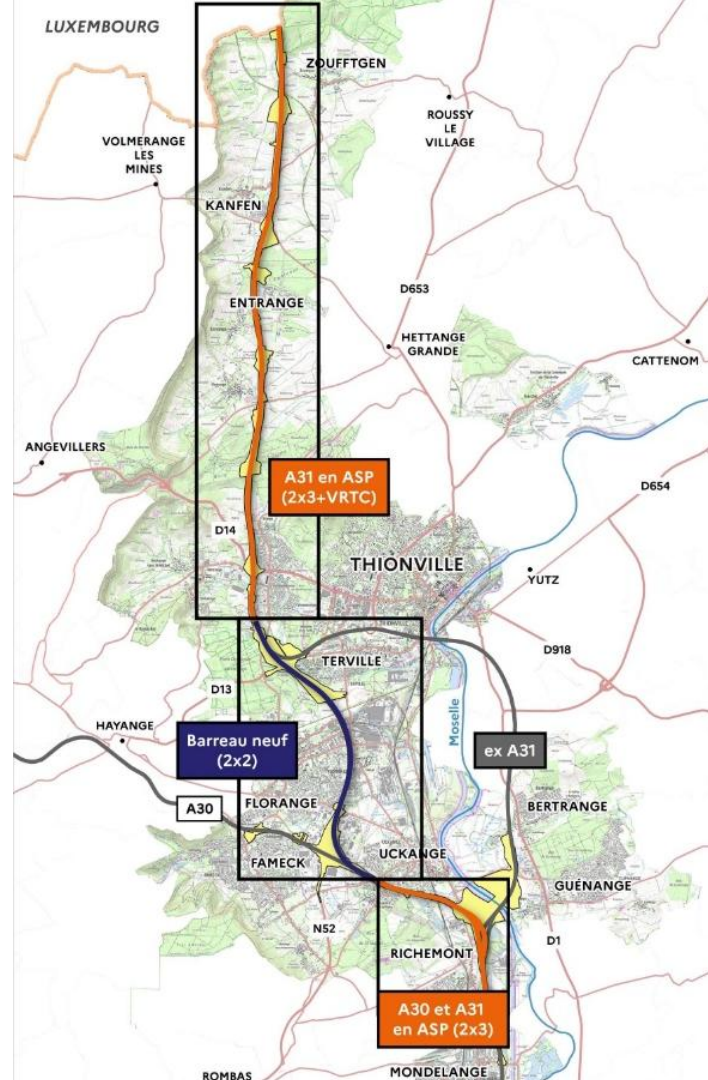 LUXEMBOURG
ZOUFFTGEN
ROUSSY
LE
VILLAGE
VOLMERANGE
LES
MINES
KANFEN
D653
ENTRANGE
HETTANGE
GRANDE
CATTENOM
ANGEVILLERS
A31 en ASP
(2x3+VRTC)
D654
D14
THIONVILLE
YUTZ
D918
TERVILLE
D13
Moselle
HAYANGE
Barreau neuf
(2x2)
ex A31
A30
FLORANGE
BERTRANGE
FAMECK
UCKANGE
GUÉNANGE
N52
D1
RICHEMONT
A30 et A31
en ASP (2x3)
ROMBAS
MONDELANGE